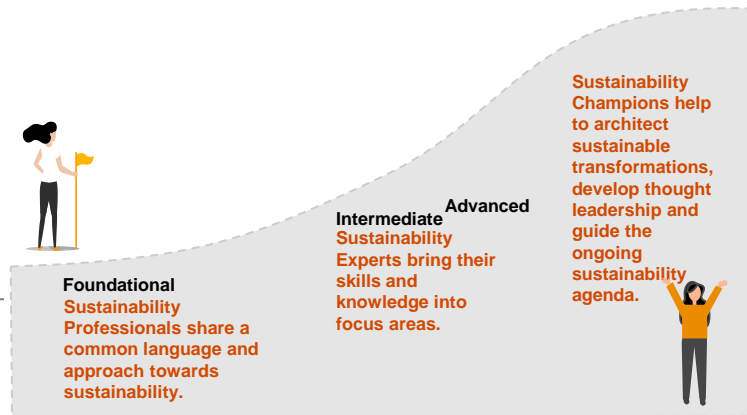 Foundational
Sustainability
Professionals share a
common language and
approach towards
sustainability.
Intermediate
Sustainability
Experts bring their
skills and
knowledge into
focus areas.
Advanced
Sustainability
Champions help
to architect
sustainable
transformations,
develop thought
leadership and
guide the
ongoing
sustainability
agenda.